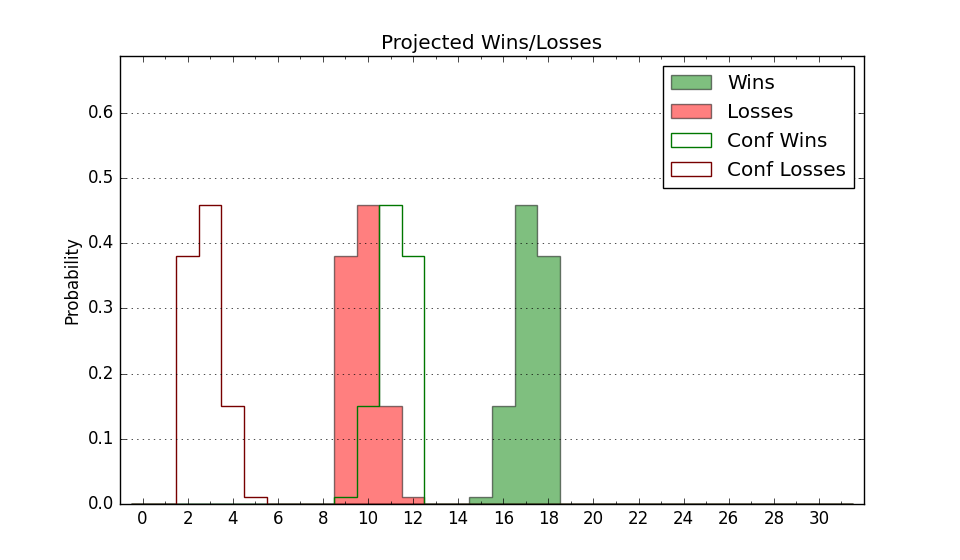 Projected Wins/Losses
Wins
Losses
Conf Wins
Conf Losses
Probability
0.6
0.5
0.4
0.3
0.2
0.1
0.0
0 2 4 6 8 10 12 14 16 18 20 22 24 26 28 30